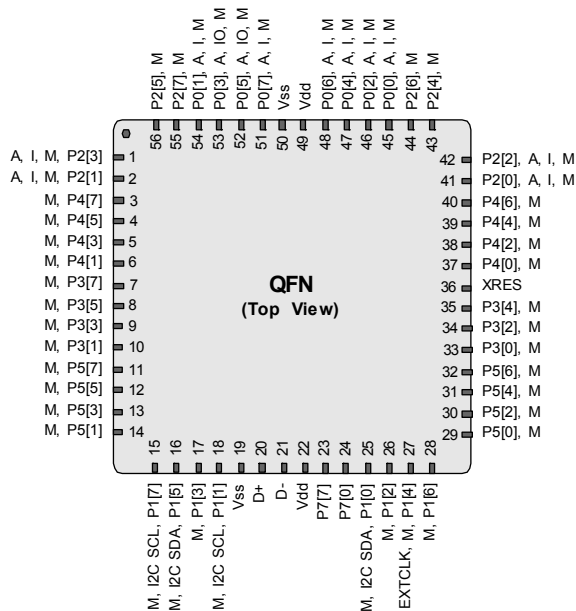 P2[5], M
P2[7], M
P0[1], A, I, M
P0[3], A, IO, M
P0[5], A, IO, M
P0[7], A, I, M
Vss
Vdd
P0[6], A, I, M
P0[4], A, I, M
P0[2], A, I, M
P0[0], A, I, M
P2[6], M
P2[4], M
56
55
54
53
52
51
50
49
48
47
46
45
44
43
A, I, M, P2[3] 1
A, I, M, P2[1] 2
M, P4[7] 3
M, P4[5] 4
M, P4[3] 5
M, P4[1] 6
M, P3[7] 7
M, P3[5] 8
M, P3[3] 9
M, P3[1] 10
M, P5[7] 11
M, P5[5] 12
M, P5[3] 13
M, P5[1] 14
QFN
(Top View)
42 P2[2], A, I, M
41 P2[0], A, I, M
40 P4[6], M
39 P4[4], M
38 P4[2], M
37 P4[0], M
36 XRES
35 P3[4], M
34 P3[2], M
33 P3[0], M
32 P5[6], M
31 P5[4], M
30 P5[2], M
29 P5[0], M
15
16
17
18
19
20
21
22
23
24
25
26
27
28
M, I2C SCL, P1[7]
M, I2C SDA, P1[5]
M, P1[3]
M, I2C SCL, P1[1]
Vss
D+
D-
Vdd
P7[7]
P7[0]
M, I2C SDA, P1[0]
M, P1[2]
EXTCLK, M, P1[4]
M, P1[6]